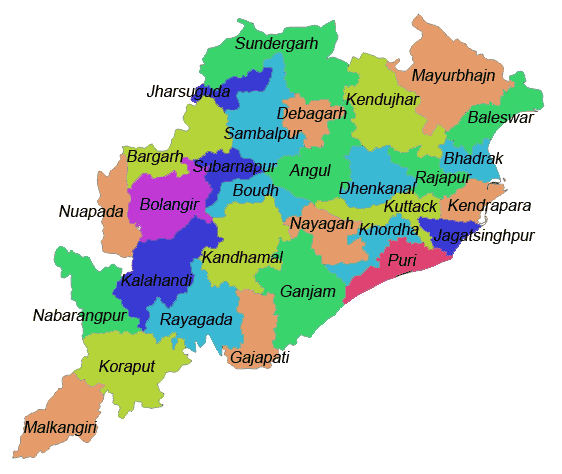 Sundergarh
Mayurbhajn
Jharsuguda
Kendujhar
Debagarh
Baleswar
Sambalpur
Bargarh
Bhadrak
Subarnapur
Angul
Rajapur
Boudh
Dhenkanal
Bolangir
Kendrapara
Cuttack
Nuapada
Nayagah
Khordha
Jagatsinghpur
Kandhamal
Puri
Kalahandi
Ganjam
Nabarangpur
Rayagada
Gajapati
Koraput
Malkangiri